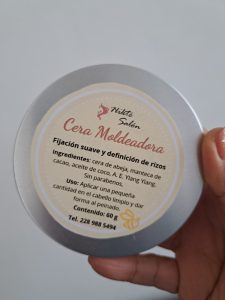 Salón
Cera Moldeadora
Fijación suave y definición de rizos
Ingredientes: cera de abeja, manteca de
cacao, aceite de coco, A. E. Ylang Ylang,
Sin parabenos.
Uso: Aplicar una pequeña
cantidad en el cabello limpio y dar
forma al peinado.
Contenido: 60 g
Tel. 228 988 5494